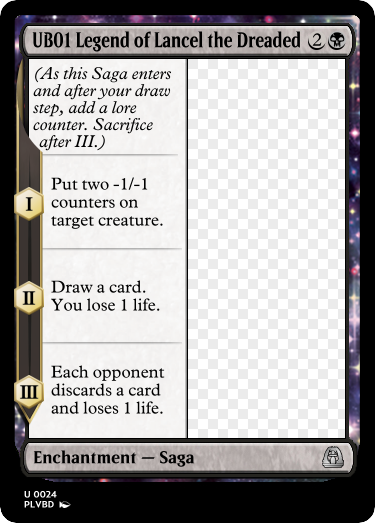 UB01 Legend of Lancel the Dreaded 2
(As this Saga enters
and after your draw
step, add a lore
counter. Sacrifice
after III.)
I
Put two -1/-1
counters on
target creature.
II
Draw a card.
You lose 1 life.
III
Each opponent
discards a card
and loses 1 life.
Enchantment — Saga
U 0024
PLVBD